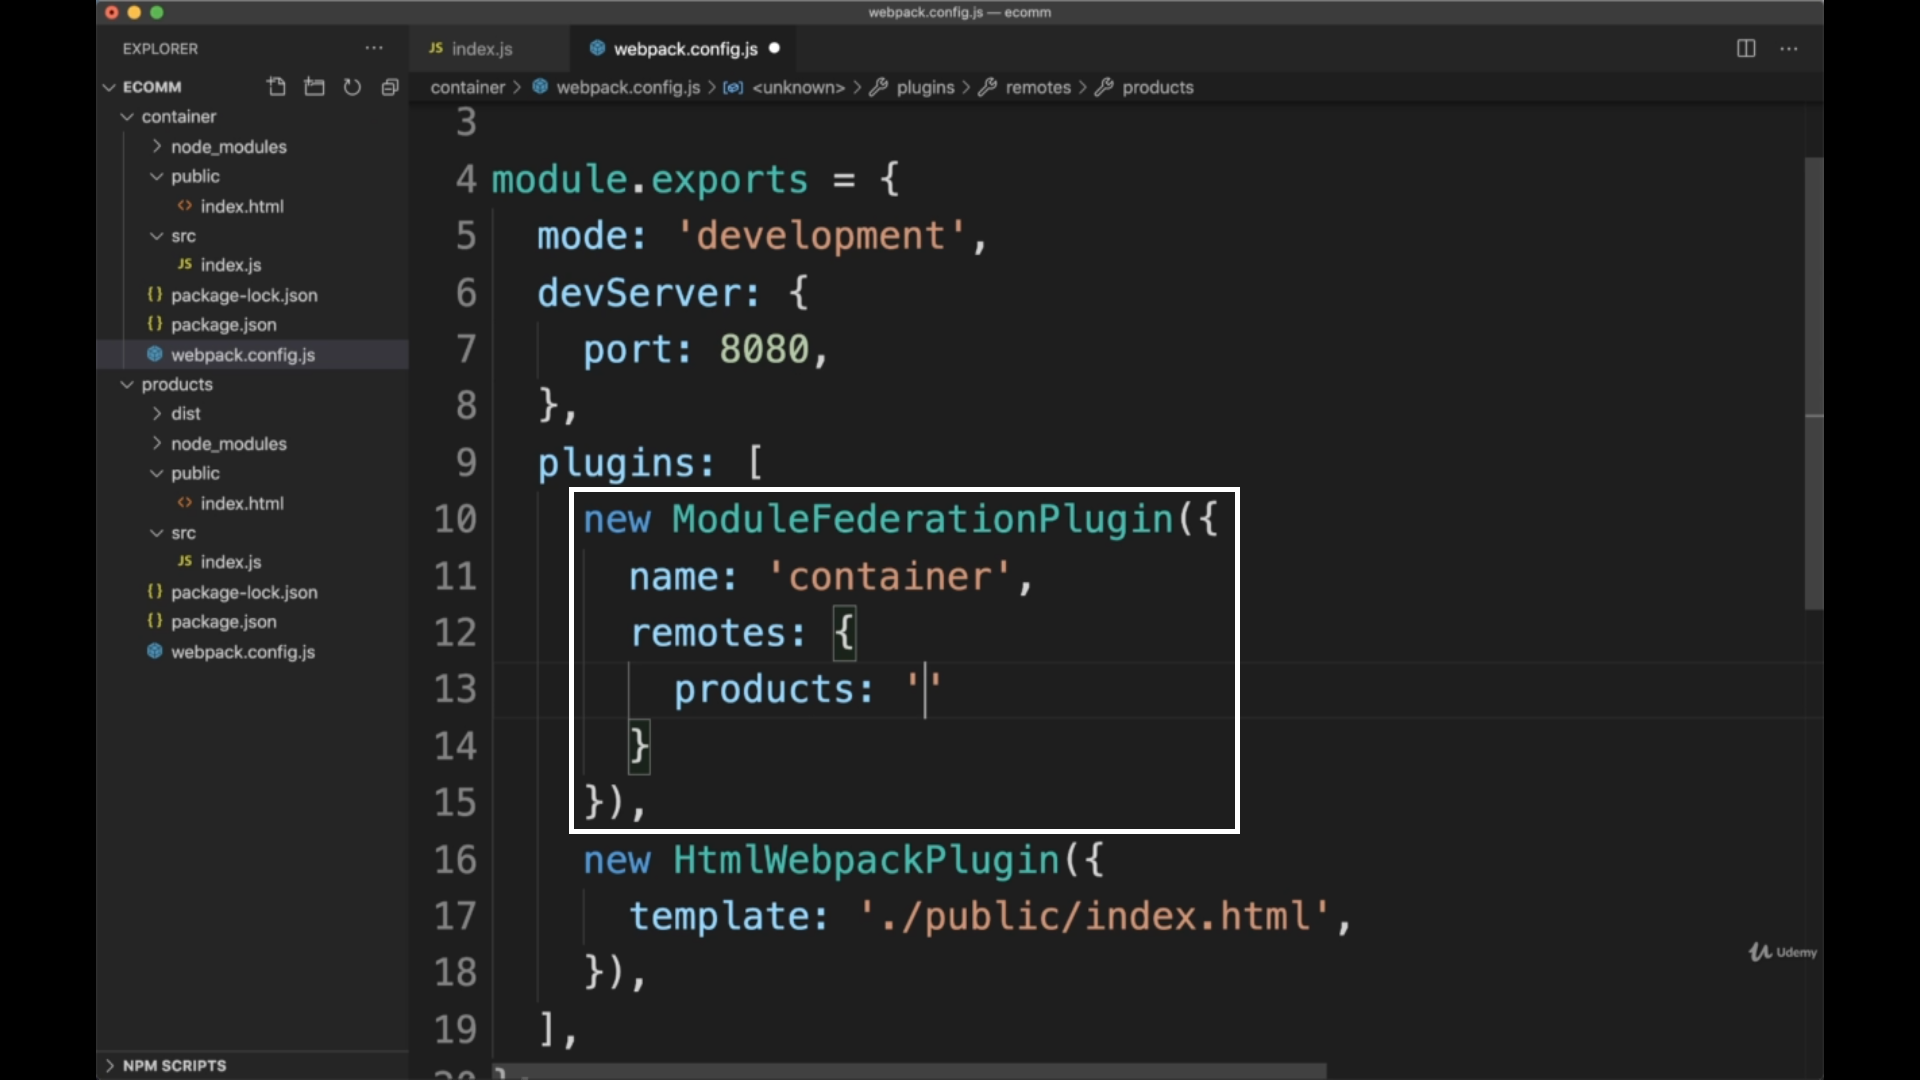 webpack.config.js — ecomm
EXPLORER
JS index.js
webpack.config.js
ECOMM
container > webpack.config.js > <unknown> > plugins > remotes > products
container
node_modules
public
<> index.html
src
JS index.js
{} package-lock.json
{} package.json
webpack.config.js
products
dist
node_modules
public
<> index.html
src
JS index.js
{} package-lock.json
{} package.json
webpack.config.js
NPM SCRIPTS
3
4 module.exports = {
5 mode: 'development',
6 devServer: {
7 port: 8080,
8 },
9 plugins: [
10 new ModuleFederationPlugin({
11 name: 'container',
12 remotes: {
13 products: ''
14 }
15 }),
16 new HtmlWebpackPlugin({
17 template: './public/index.html',
18 }),
19 ],
Udemy